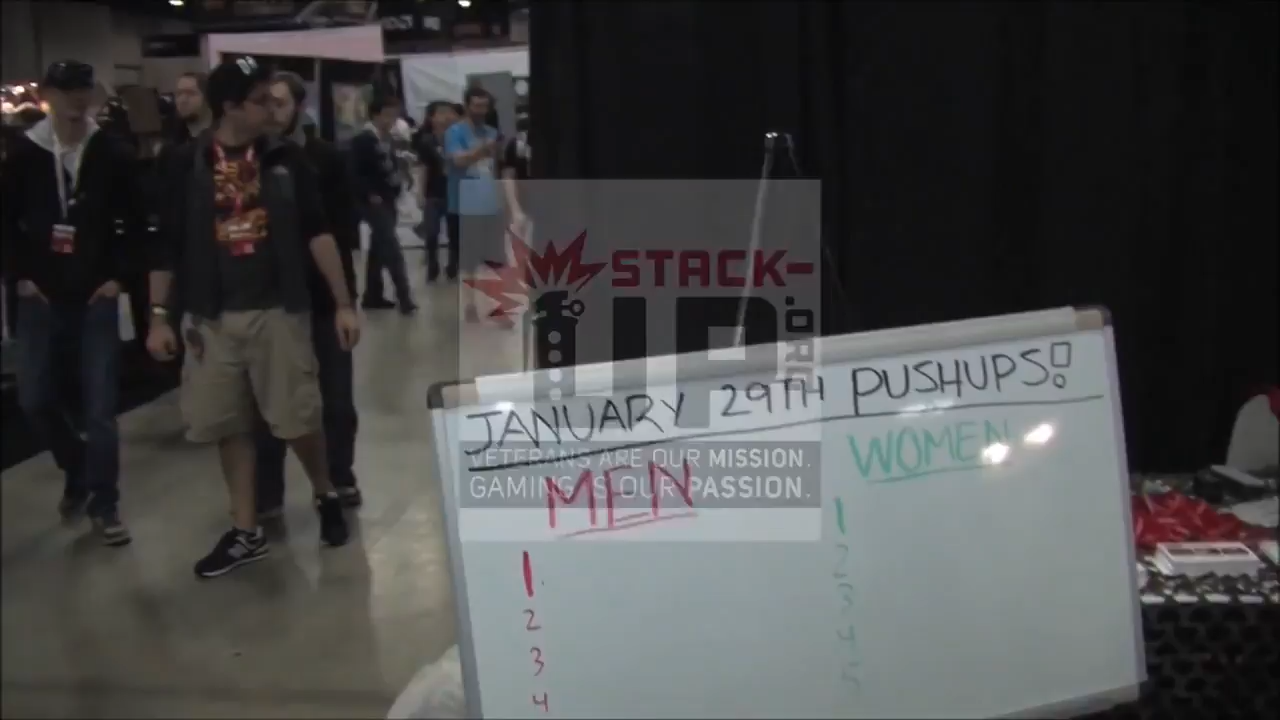 STACK-
UP
.ORG
JANUARY 29TH PUSHUPS!
VETERANS ARE OUR MISSION.
GAMING IS OUR PASSION.
MEN
1.
2
3
4
WOMEN
1
2
3
4
5